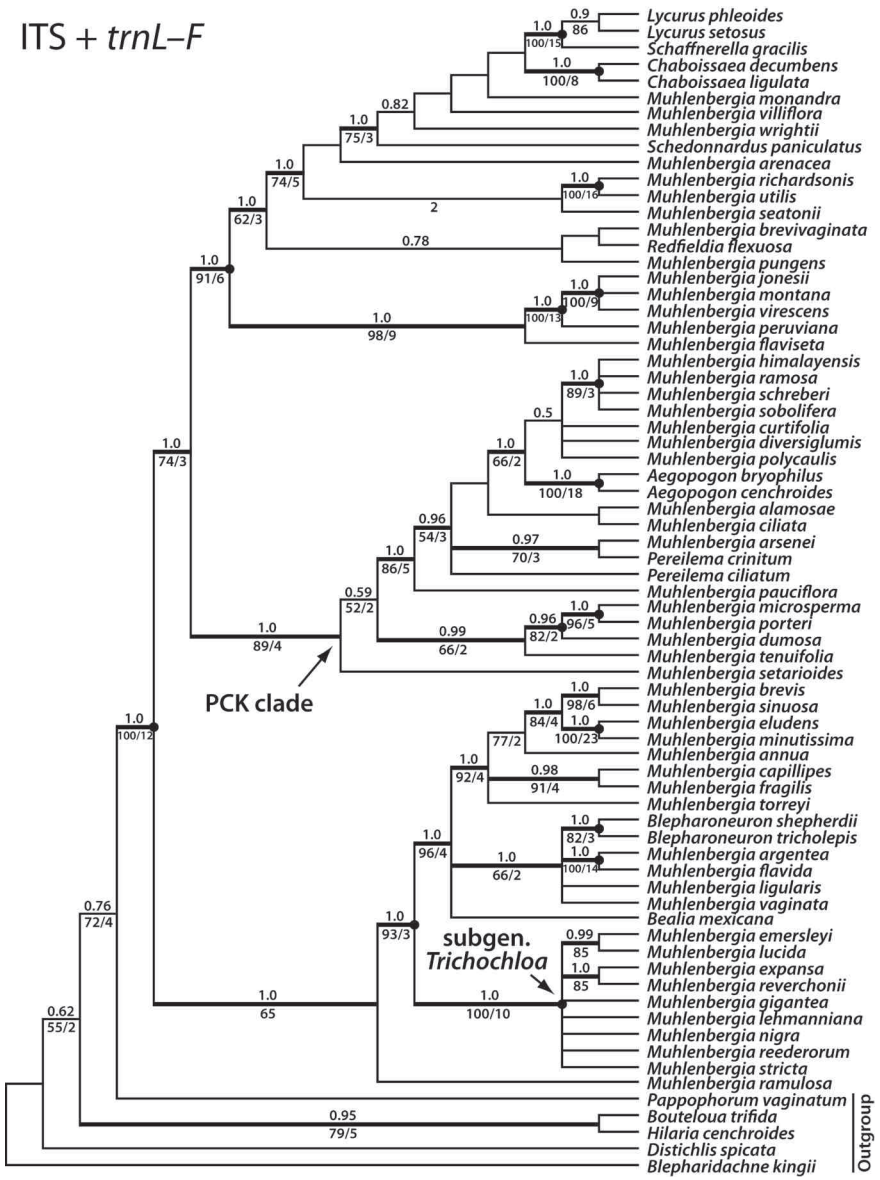 ITS + trnL–F
Lycurus phleoides
Lycurus setosus
Schaffnerella gracilis
Chaboissaea decumbens
Chaboissaea ligulata
Muhlenbergia monandra
Muhlenbergia villiflora
Muhlenbergia wrightii
Schedonnardus paniculatus
Muhlenbergia arenacea
Muhlenbergia richardsonis
Muhlenbergia utilis
Muhlenbergia seatonii
Muhlenbergia brevivaginata
Redfieldia flexuosa
Muhlenbergia pungens
Muhlenbergia jonesii
Muhlenbergia montana
Muhlenbergia virescens
Muhlenbergia peruviana
Muhlenbergia flaviseta
Muhlenbergia himalayensis
Muhlenbergia ramosa
Muhlenbergia schreberi
Muhlenbergia sobolifera
Muhlenbergia curtifolia
Muhlenbergia diversiglumis
Muhlenbergia polycaulis
Aegopogon bryophilus
Aegopogon cenchroides
Muhlenbergia alamosae
Muhlenbergia ciliata
Muhlenbergia arsenei
Pereilema crinitum
Pereilema ciliatum
Muhlenbergia pauciflora
Muhlenbergia microsperma
Muhlenbergia porteri
Muhlenbergia dumosa
Muhlenbergia tenuifolia
Muhlenbergia setarioides
Muhlenbergia brevis
Muhlenbergia sinuosa
Muhlenbergia eludens
Muhlenbergia minutissima
Muhlenbergia annua
Muhlenbergia capillipes
Muhlenbergia fragilis
Muhlenbergia torreyi
Blepharoneuron shepherdii
Blepharoneuron tricholepis
Muhlenbergia argentea
Muhlenbergia flavida
Muhlenbergia ligularis
Muhlenbergia vaginata
Bealia mexicana
Muhlenbergia emersleyi
Muhlenbergia lucida
Muhlenbergia expansa
Muhlenbergia reverchonii
Muhlenbergia gigantea
Muhlenbergia lehmanniana
Muhlenbergia nigra
Muhlenbergia reederorum
Muhlenbergia stricta
Muhlenbergia ramulosa
Pappophorum vaginatum
Bouteloua trifida
Hilaria cenchroides
Distichlis spicata
Blepharidachne kingii
Outgroup
PCK clade
subgen.
Trichochloa
0.9
86
1.0
100/15
1.0
100/8
0.82
1.0
75/3
1.0
74/5
1.0
100/16
2
1.0
62/3
0.78
1.0
91/6
1.0
100/9
1.0
100/13
1.0
98/9
1.0
89/3
0.5
1.0
66/2
1.0
100/18
1.0
74/3
0.96
54/3
0.97
70/3
1.0
86/5
0.59
52/2
1.0
96/5
0.96
82/2
0.99
66/2
1.0
89/4
1.0
98/6
1.0
84/4
1.0
100/23
77/2
1.0
100/12
1.0
92/4
0.98
91/4
1.0
82/3
1.0
96/4
1.0
66/2
1.0
100/14
0.76
72/4
1.0
93/3
0.99
85
1.0
85
1.0
100/10
1.0
65
0.62
55/2
0.95
79/5